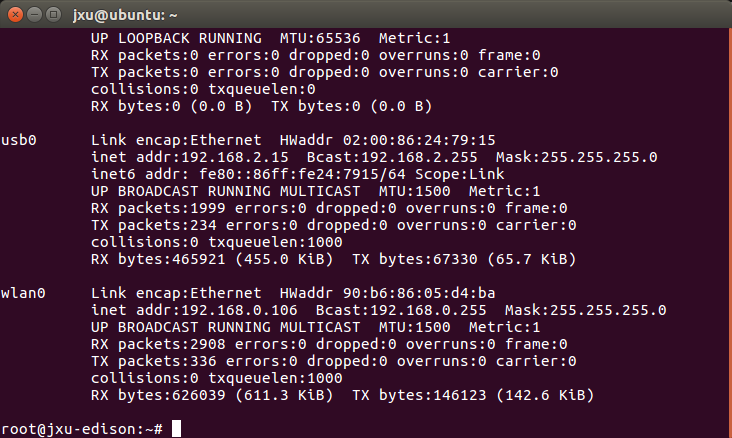 jxu@ubuntu: ~
UP LOOPBACK RUNNING  MTU:65536  Metric:1
RX packets:0 errors:0 dropped:0 overruns:0 frame:0
TX packets:0 errors:0 dropped:0 overruns:0 carrier:0
collisions:0 txqueuelen:0
RX bytes:0 (0.0 B)  TX bytes:0 (0.0 B)
usb0      Link encap:Ethernet  HWaddr 02:00:86:24:79:15
inet addr:192.168.2.15  Bcast:192.168.2.255  Mask:255.255.255.0
inet6 addr: fe80::86ff:fe24:7915/64 Scope:Link
UP BROADCAST RUNNING MULTICAST  MTU:1500  Metric:1
RX packets:1999 errors:0 dropped:0 overruns:0 frame:0
TX packets:234 errors:0 dropped:0 overruns:0 carrier:0
collisions:0 txqueuelen:1000
RX bytes:465921 (455.0 KiB)  TX bytes:67330 (65.7 KiB)
wlan0     Link encap:Ethernet  HWaddr 90:b6:86:05:d4:ba
inet addr:192.168.0.106  Bcast:192.168.0.255  Mask:255.255.255.0
UP BROADCAST RUNNING MULTICAST  MTU:1500  Metric:1
RX packets:2908 errors:0 dropped:0 overruns:0 frame:0
TX packets:336 errors:0 dropped:0 overruns:0 carrier:0
collisions:0 txqueuelen:1000
RX bytes:626039 (611.3 KiB)  TX bytes:146123 (142.6 KiB)
root@jxu-edison:~#